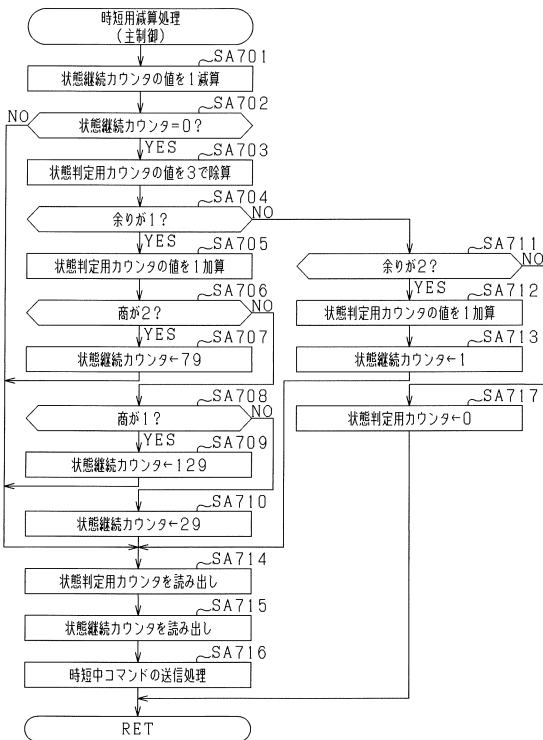 時短用減算処理
(主制御)
SA701
状態継続カウンタの値を1減算
SA702
状態継続カウンタ=0?
NO
YES
SA703
状態判定用カウンタの値を3で除算
SA704
余りが1?
NO
YES
SA705
状態判定用カウンタの値を1加算
SA706
商が2?
NO
YES
SA707
状態継続カウンタ←79
SA708
商が1?
NO
YES
SA709
状態継続カウンタ←129
SA710
状態継続カウンタ←29
SA711
余りが2?
NO
YES
SA712
状態判定用カウンタの値を1加算
SA713
状態継続カウンタ←1
SA717
状態判定用カウンタ←0
SA714
状態判定用カウンタを読み出し
SA715
状態継続カウンタを読み出し
SA716
時短中コマンドの送信処理
RET